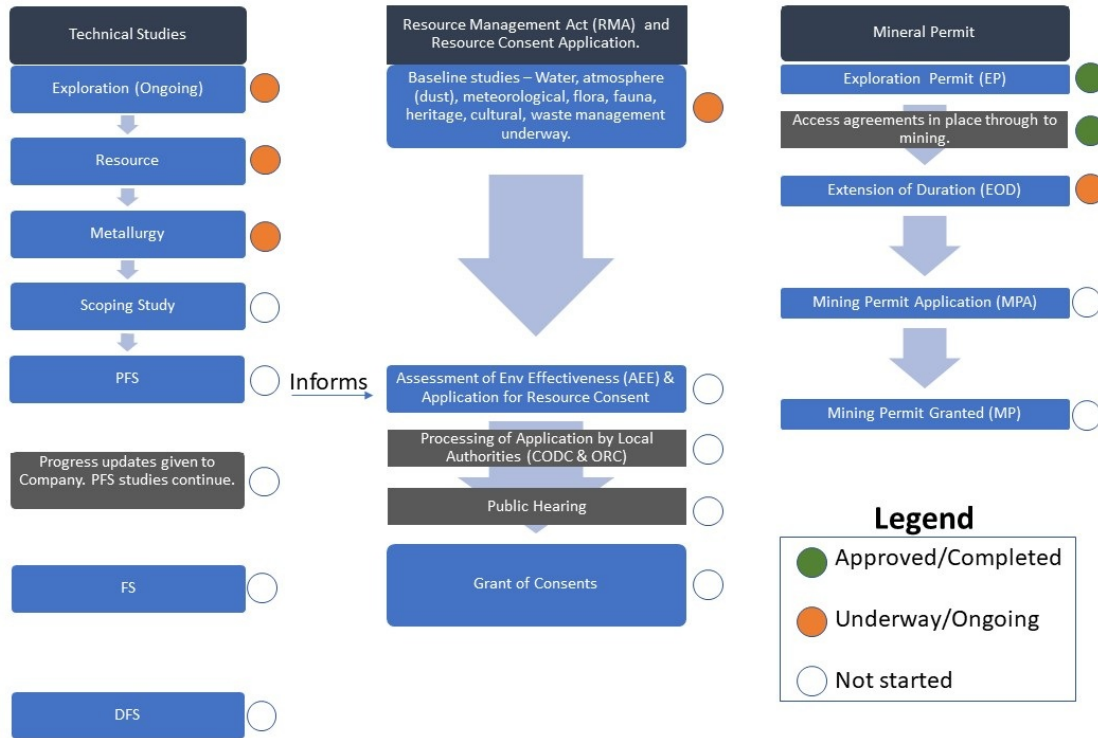 Technical Studies
Exploration (Ongoing)
Resource
Metallurgy
Scoping Study
PFS
Progress updates given to
Company. PFS studies continue.
FS
DFS
Informs
Resource Management Act (RMA) and
Resource Consent Application.
Baseline studies – Water, atmosphere
(dust), meteorological, flora, fauna,
heritage, cultural, waste management
underway.
Assessment of Env Effectiveness (AEE) &
Application for Resource Consent
Processing of Application by Local
Authorities (CODC & ORC)
Public Hearing
Grant of Consents
Mineral Permit
Exploration Permit (EP)
Access agreements in place through to
mining.
Extension of Duration (EOD)
Mining Permit Application (MPA)
Mining Permit Granted (MP)
Legend
Approved/Completed
Underway/Ongoing
Not started